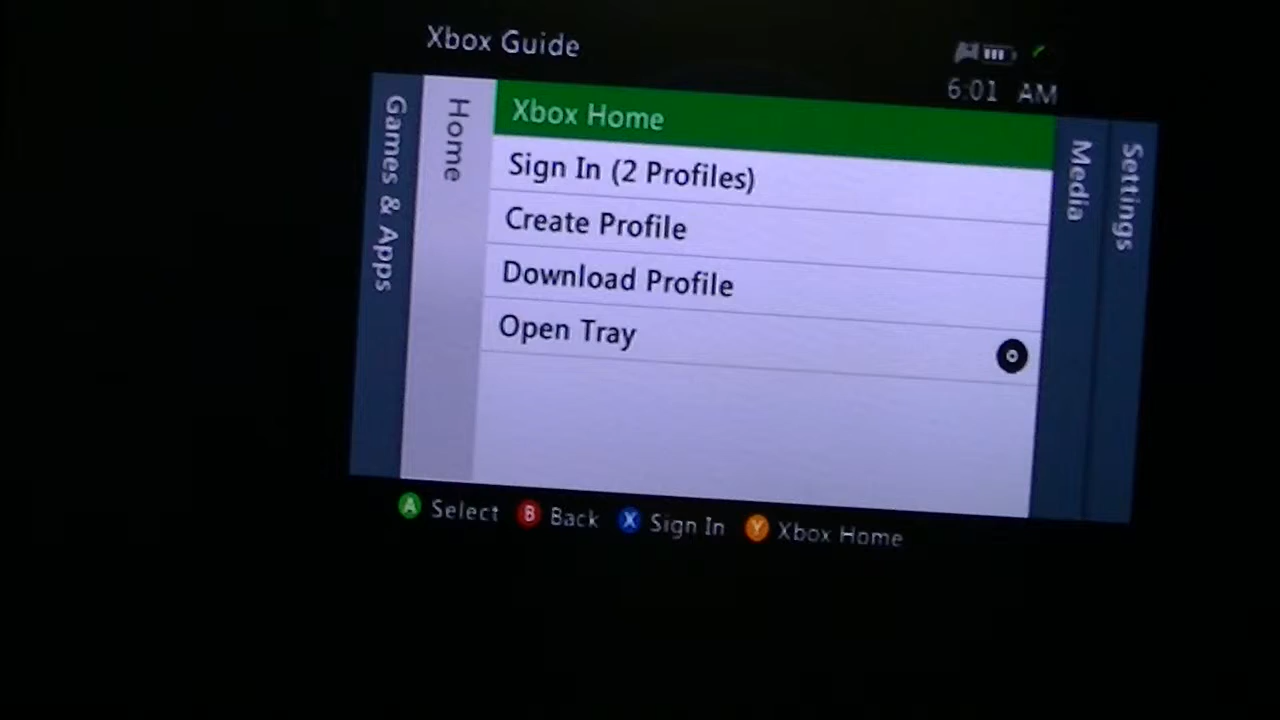 Xbox Guide
6:01 AM
Games & Apps
Home
Xbox Home
Sign In (2 Profiles)
Create Profile
Download Profile
Open Tray
Media
Settings
A Select B Back X Sign In Y Xbox Home